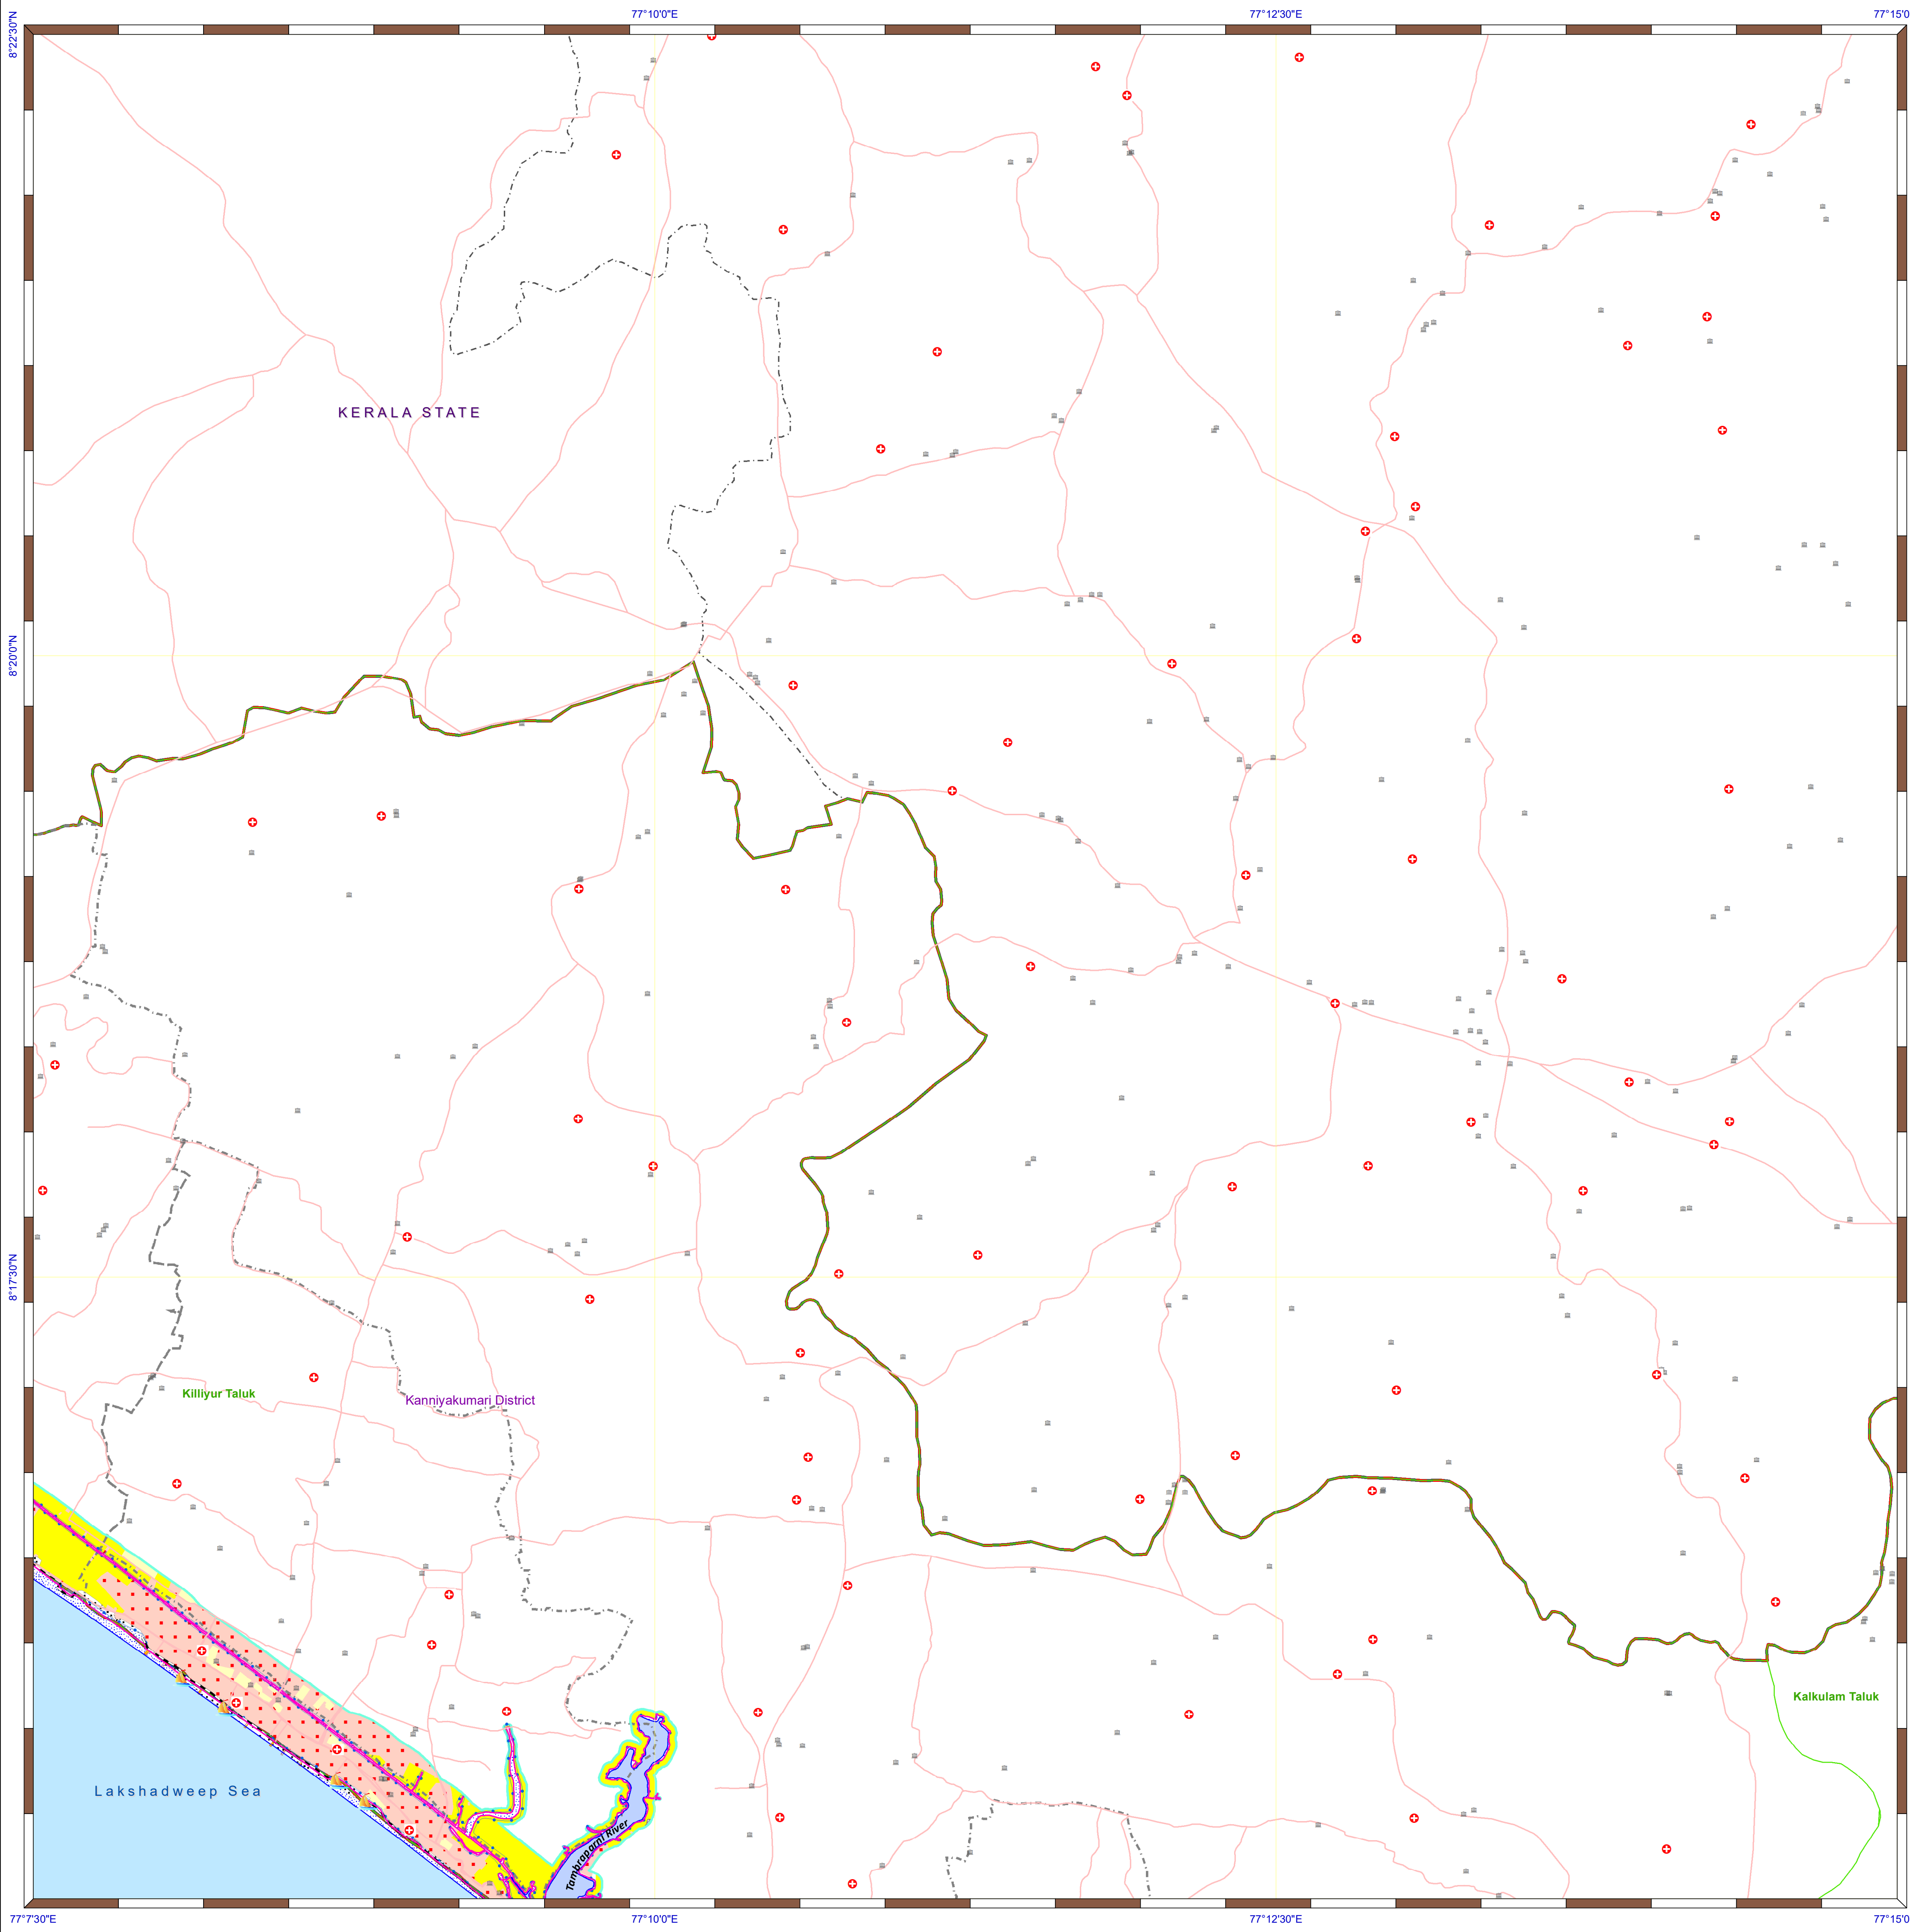 77°10'0"E
77°12'30"E
77°15'0
8°22'30"N
KERALA STATE
8°20'0"N
8°17'30"N
Killiyur Taluk
Kanniyakumari District
Kalkulam Taluk
Lakshadweep Sea
Tambraparni River
77°7'30"E
77°10'0"E
77°12'30"E
77°15'0